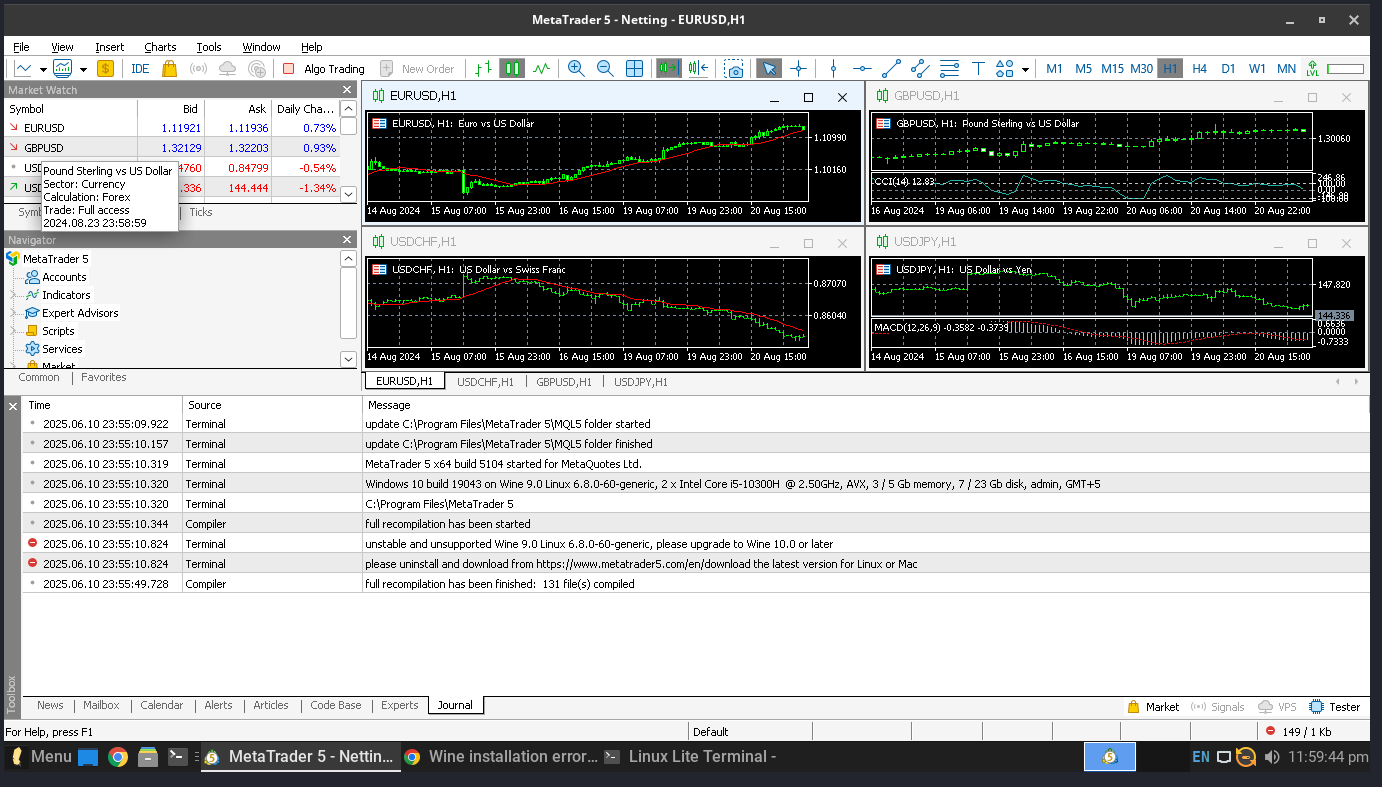 MetaTrader 5 - Netting - EURUSD,H1
File View Insert Charts Tools Window Help
IDE Algo Trading New Order M1 M5 M15 M30 H1 H4 D1 W1 MN LVL
Market Watch
Symbol Bid Ask Daily Cha...
EURUSD 1.11921 1.11936 0.73%
GBPUSD 1.32129 1.32203 0.93%
USD 4760 0.84799 -0.54%
USD .336 144.444 -1.34%
Pound Sterling vs US Dollar
Sector: Currency
Calculation: Forex
Trade: Full access
2024.08.23 23:58:59
Symb Ticks
Navigator
MetaTrader 5
Accounts
Indicators
Expert Advisors
Scripts
Services
Market
Common Favorites
EURUSD,H1
EURUSD, H1: Euro vs US Dollar
1.10990
1.10160
14 Aug 2024 15 Aug 07:00 15 Aug 23:00 16 Aug 15:00 19 Aug 07:00 19 Aug 23:00 20 Aug 15:00
GBPUSD,H1
GBPUSD, H1: Pound Sterling vs US Dollar
1.30060
CCI(14) 12.83
246.86
100.00
0.00
-100.00
16 Aug 2024 19 Aug 06:00 19 Aug 14:00 19 Aug 22:00 20 Aug 06:00 20 Aug 14:00 20 Aug 22:00
USDCHF,H1
USDCHF, H1: US Dollar vs Swiss Franc
0.87070
0.86040
14 Aug 2024 15 Aug 07:00 15 Aug 23:00 16 Aug 15:00 19 Aug 07:00 19 Aug 23:00 20 Aug 15:00
USDJPY,H1
USDJPY, H1: US Dollar vs Yen
147.820
144.336
MACD(12,26,9) -0.3582 -0.3739
0.6636
0.0000
-0.7333
14 Aug 2024 15 Aug 07:00 15 Aug 23:00 16 Aug 15:00 19 Aug 07:00 19 Aug 23:00 20 Aug 15:00
EURUSD,H1 USDCHF,H1 GBPUSD,H1 USDJPY,H1
Time Source Message
2025.06.10 23:55:09.922 Terminal update C:\Program Files\MetaTrader 5\MQL5 folder started
2025.06.10 23:55:10.157 Terminal update C:\Program Files\MetaTrader 5\MQL5 folder finished
2025.06.10 23:55:10.319 Terminal MetaTrader 5 x64 build 5104 started for MetaQuotes Ltd.
2025.06.10 23:55:10.320 Terminal Windows 10 build 19043 on Wine 9.0 Linux 6.8.0-60-generic, 2 x Intel Core i5-10300H @ 2.50GHz, AVX, 3 / 5 Gb memory, 7 / 23 Gb disk, admin, GMT+5
2025.06.10 23:55:10.320 Terminal C:\Program Files\MetaTrader 5
2025.06.10 23:55:10.344 Compiler full recompilation has been started
2025.06.10 23:55:10.824 Terminal unstable and unsupported Wine 9.0 Linux 6.8.0-60-generic, please upgrade to Wine 10.0 or later
2025.06.10 23:55:10.824 Terminal please uninstall and download from https://www.metatrader5.com/en/download the latest version for Linux or Mac
2025.06.10 23:55:49.728 Compiler full recompilation has been finished: 131 file(s) compiled
Toolbox
News Mailbox Calendar Alerts Articles Code Base Experts Journal Market Signals VPS Tester
For Help, press F1 Default 149 / 1 Kb
Menu MetaTrader 5 - Nettin... Wine installation error... Linux Lite Terminal - EN 11:59:44 pm